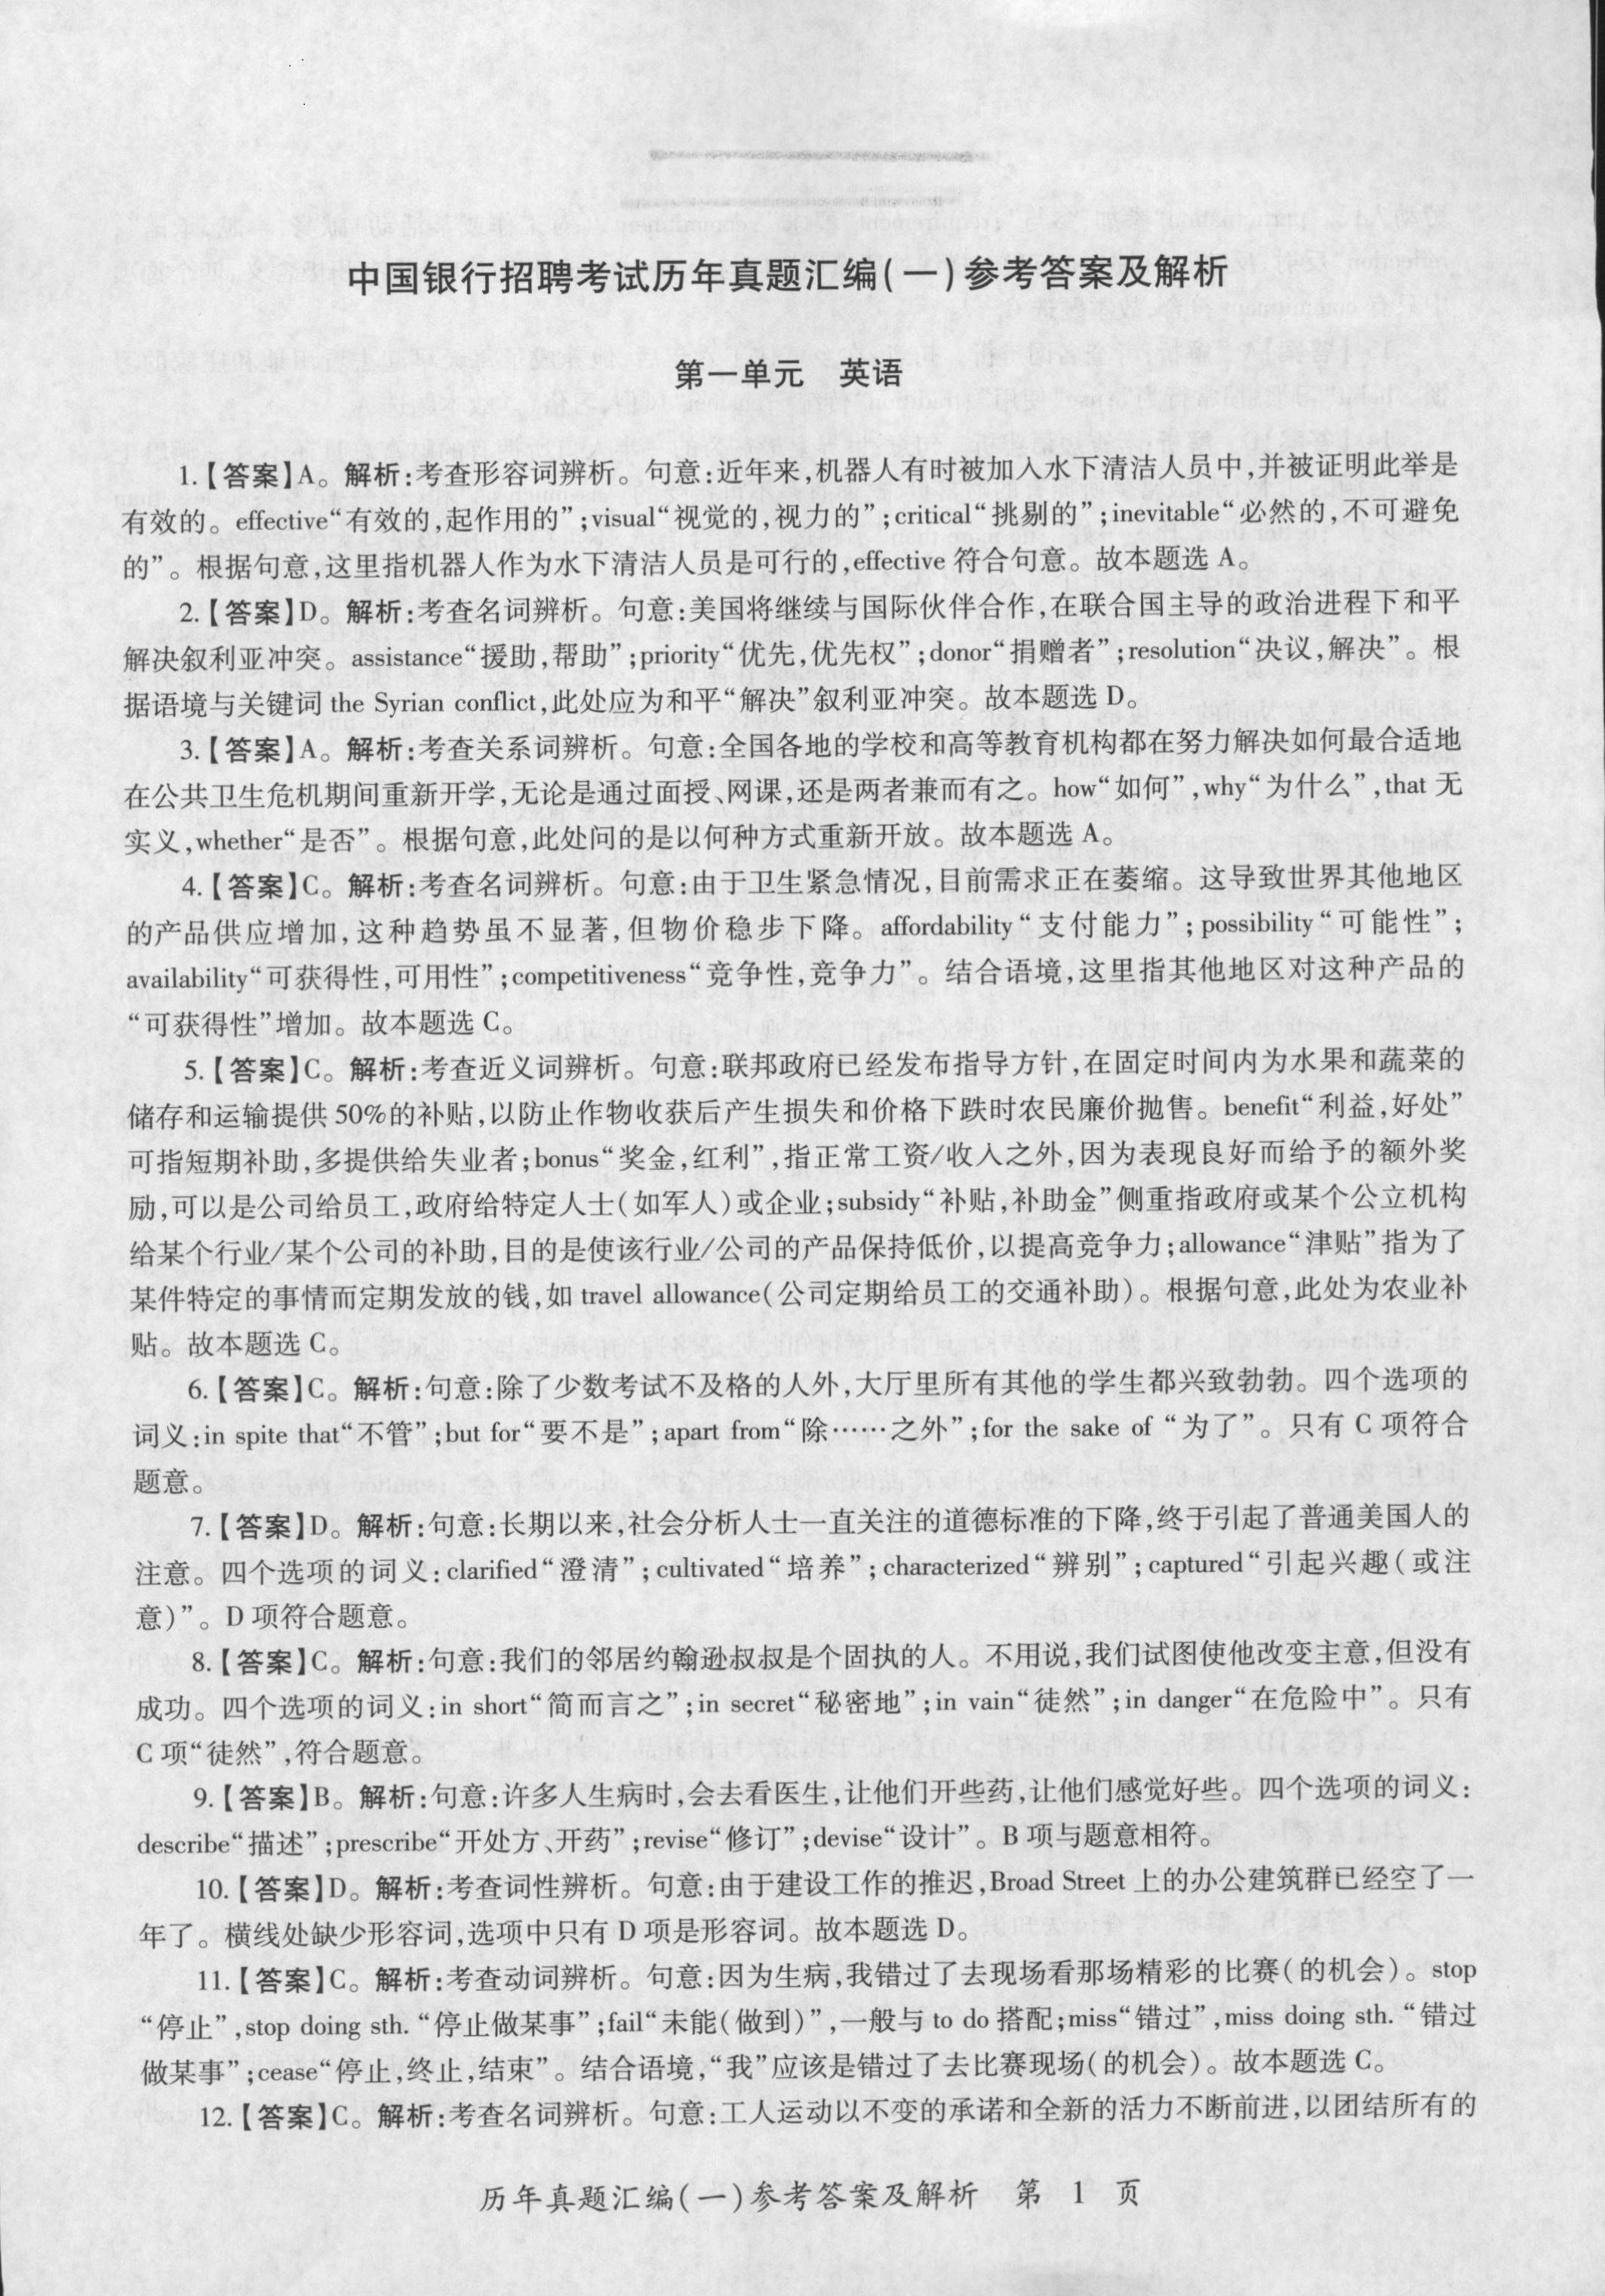 中国银行招聘考试历年真题汇编(一)参考答案及解析
第一单元　英语
1.【答案】A。解析:考查形容词辨析。句意:近年来,机器人有时被加入水下清洁人员中,并被证明此举是
有效的。effective“有效的,起作用的”;visual“视觉的,视力的”;critical“挑剔的”;inevitable“必然的,不可避免
的”。根据句意,这里指机器人作为水下清洁人员是可行的,effective 符合句意。故本题选 A。
2.【答案】D。解析:考查名词辨析。句意:美国将继续与国际伙伴合作,在联合国主导的政治进程下和平
解决叙利亚冲突。assistance“援助,帮助”;priority“优先,优先权”;donor“捐赠者”;resolution“决议,解决”。根
据语境与关键词 the Syrian conflict,此处应为和平“解决”叙利亚冲突。故本题选 D。
3.【答案】A。解析:考查关系词辨析。句意:全国各地的学校和高等教育机构都在努力解决如何最合适地
在公共卫生危机期间重新开学,无论是通过面授、网课,还是两者兼而有之。how“如何”,why“为什么”,that 无
实义,whether“是否”。根据句意,此处问的是以何种方式重新开放。故本题选 A。
4.【答案】C。解析:考查名词辨析。句意:由于卫生紧急情况,目前需求正在萎缩。这导致世界其他地区
的产品供应增加,这种趋势虽不显著,但物价稳步下降。affordability“支付能力”;possibility“可能性”;
availability“可获得性,可用性”;competitiveness“竞争性,竞争力”。结合语境,这里指其他地区对这种产品的
“可获得性”增加。故本题选 C。
5.【答案】C。解析:考查近义词辨析。句意:联邦政府已经发布指导方针,在固定时间内为水果和蔬菜的
储存和运输提供 50%的补贴,以防止作物收获后产生损失和价格下跌时农民廉价抛售。benefit“利益,好处”
可指短期补助,多提供给失业者;bonus“奖金,红利”,指正常工资/收入之外,因为表现良好而给予的额外奖
励,可以是公司给员工,政府给特定人士(如军人)或企业;subsidy“补贴,补助金”侧重指政府或某个公立机构
给某个行业/某个公司的补助,目的是使该行业/公司的产品保持低价,以提高竞争力;allowance“津贴”指为了
某件特定的事情而定期发放的钱,如 travel allowance(公司定期给员工的交通补助)。根据句意,此处为农业补
贴。故本题选 C。
6.【答案】C。解析:句意:除了少数考试不及格的人外,大厅里所有其他的学生都兴致勃勃。四个选项的
词义:in spite that“不管”;but for“要不是”;apart from“除……之外”;for the sake of “为了”。只有 C 项符合
题意。
7.【答案】D。解析:句意:长期以来,社会分析人士一直关注的道德标准的下降,终于引起了普通美国人的
注意。四个选项的词义:clarified“澄清”;cultivated“培养”;characterized“辨别”;captured“引起兴趣(或注
意)”。D 项符合题意。
8.【答案】C。解析:句意:我们的邻居约翰逊叔叔是个固执的人。不用说,我们试图使他改变主意,但没有
成功。四个选项的词义:in short“简而言之”;in secret“秘密地”;in vain“徒然”;in danger“在危险中”。只有
C 项“徒然”,符合题意。
9.【答案】B。解析:句意:许多人生病时,会去看医生,让他们开些药,让他们感觉好些。四个选项的词义:
describe“描述”;prescribe“开处方、开药”;revise“修订”;devise“设计”。B 项与题意相符。
10.【答案】D。解析:考查词性辨析。句意:由于建设工作的推迟,Broad Street 上的办公建筑群已经空了一
年了。横线处缺少形容词,选项中只有 D 项是形容词。故本题选 D。
11.【答案】C。解析:考查动词辨析。句意:因为生病,我错过了去现场看那场精彩的比赛(的机会)。stop
“停止”,stop doing sth. “停止做某事”;fail“未能(做到)”,一般与 to do 搭配;miss“错过”,miss doing sth. “错过
做某事”;cease“停止,终止,结束”。结合语境,“我”应该是错过了去比赛现场(的机会)。故本题选 C。
12.【答案】C。解析:考查名词辨析。句意:工人运动以不变的承诺和全新的活力不断前进,以团结所有的
历年真题汇编(一)参考答案及解析　第　1　页